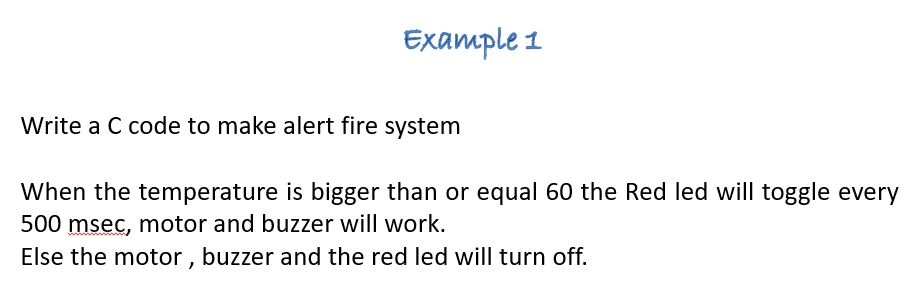 Example 1
Write a C code to make alert fire system
When the temperature is bigger than or equal 60 the Red led will toggle every
500 msec, motor and buzzer will work.
Else the motor , buzzer and the red led will turn off.